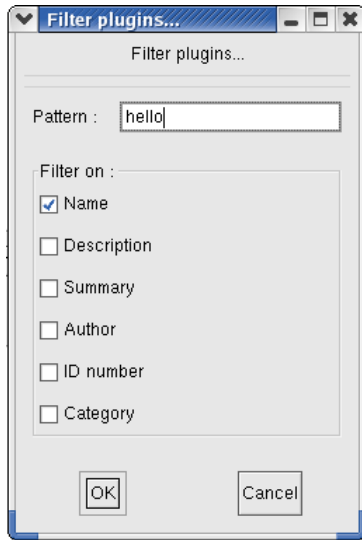 Filter plugins...
Filter plugins...
Pattern : hello
Filter on :
Name
Description
Summary
Author
ID number
Category
OK Cancel